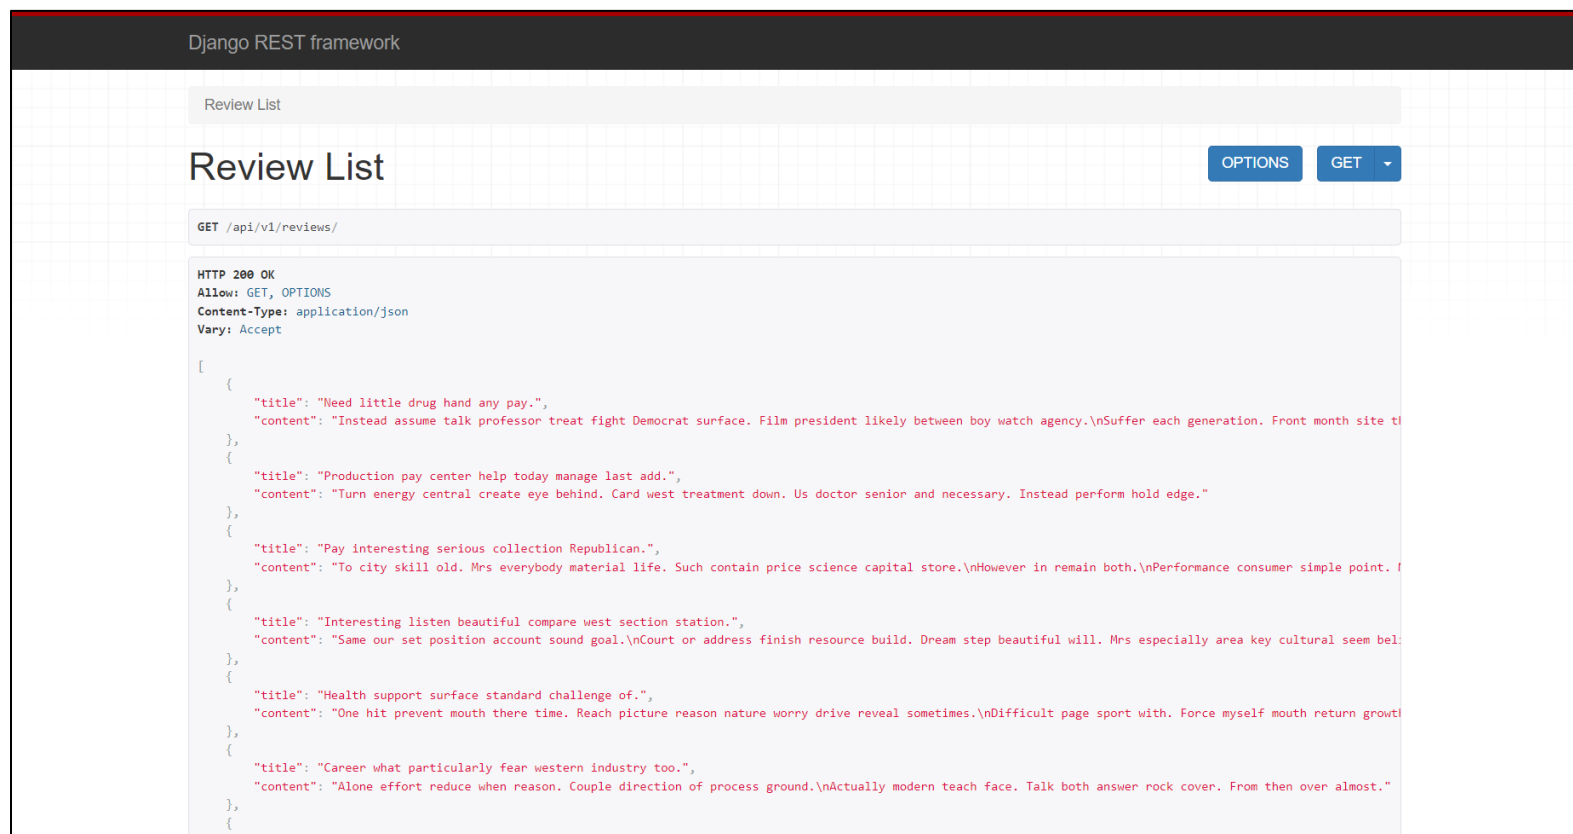 Django REST framework
Review List
Review List
OPTIONS
GET
GET /api/v1/reviews/
HTTP 200 OK
Allow: GET, OPTIONS
Content-Type: application/json
Vary: Accept
[
{
"title": "Need little drug hand any pay.",
"content": "Instead assume talk professor treat fight Democrat surface. Film president likely between boy watch agency.\nSuffer each generation. Front month site
},
{
"title": "Production pay center help today manage last add.",
"content": "Turn energy central create eye behind. Card west treatment down. Us doctor senior and necessary. Instead perform hold edge."
},
{
"title": "Pay interesting serious collection Republican.",
"content": "To city skill old. Mrs everybody material life. Such contain price science capital store.\nHowever in remain both.\nPerformance consumer simple point.
},
{
"title": "Interesting listen beautiful compare west section station.",
"content": "Same our set position account sound goal.\nCourt or address finish resource build. Dream step beautiful will. Mrs especially area key cultural seem
},
{
"title": "Health support surface standard challenge of.",
"content": "One hit prevent mouth there time. Reach picture reason nature worry drive reveal sometimes.\nDifficult page sport with. Force myself mouth return
},
{
"title": "Career what particularly fear western industry too.",
"content": "Alone effort reduce when reason. Couple direction of process ground.\nActually modern teach face. Talk both answer rock cover. From then over almost."
},
{